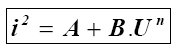 i² = A + B.Uⁿ